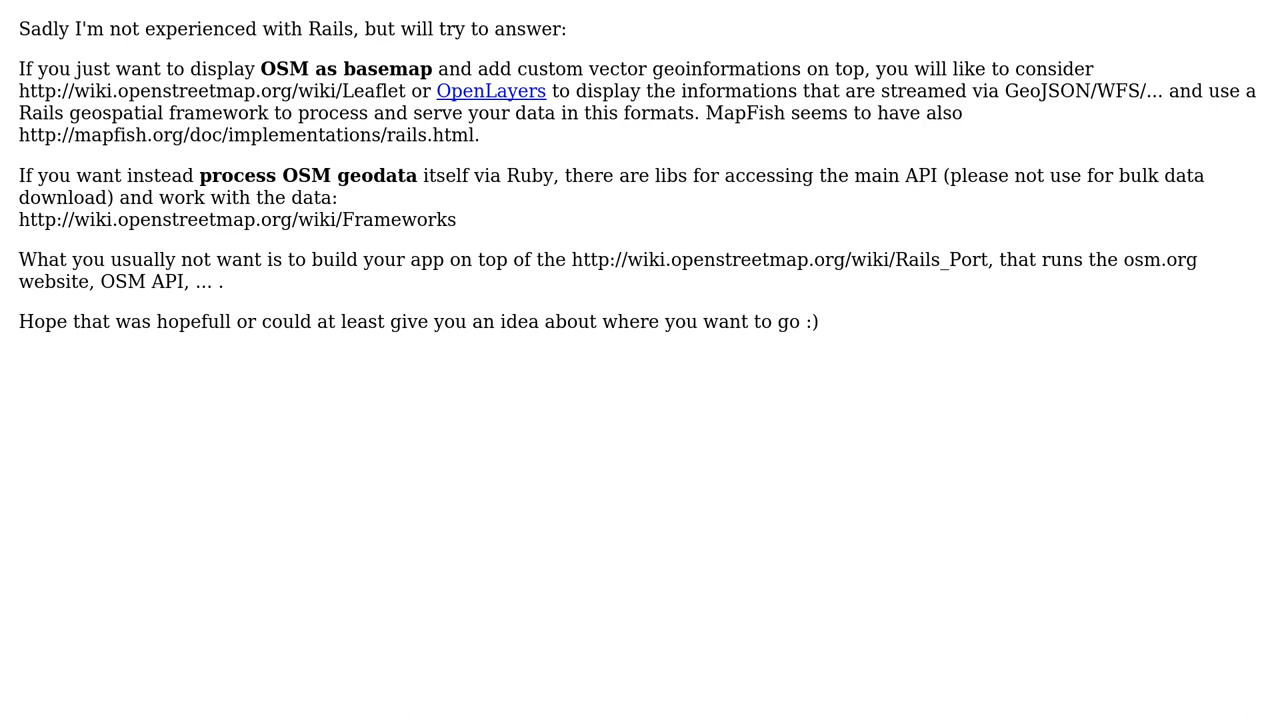 Sadly I'm not experienced with Rails, but will try to answer:
If you just want to display OSM as basemap and add custom vector geoinformations on top, you will like to consider
http://wiki.openstreetmap.org/wiki/Leaflet or OpenLayers to display the informations that are streamed via GeoJSON/WFS/... and use a
Rails geospatial framework to process and serve your data in this formats. MapFish seems to have also
http://mapfish.org/doc/implementations/rails.html.
If you want instead process OSM geodata itself via Ruby, there are libs for accessing the main API (please not use for bulk data
download) and work with the data:
http://wiki.openstreetmap.org/wiki/Frameworks
What you usually not want is to build your app on top of the http://wiki.openstreetmap.org/wiki/Rails_Port, that runs the osm.org
website, OSM API, ... .
Hope that was hopefull or could at least give you an idea about where you want to go :)